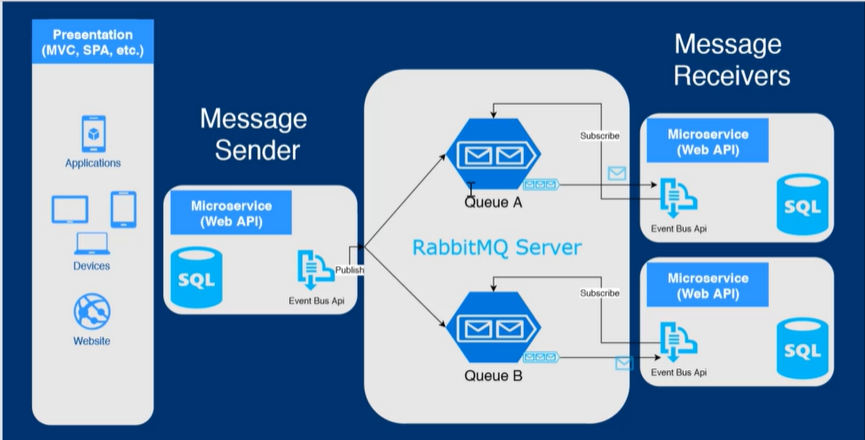 Presentation
(MVC, SPA, etc.)
Applications
Devices
Website
Message
Sender
Microservice
(Web API)
SQL
Event Bus Api
Publish
Queue A
RabbitMQ Server
Queue B
Subscribe
Subscribe
Message
Receivers
Microservice
(Web API)
Event Bus Api
SQL
Microservice
(Web API)
Event Bus Api
SQL